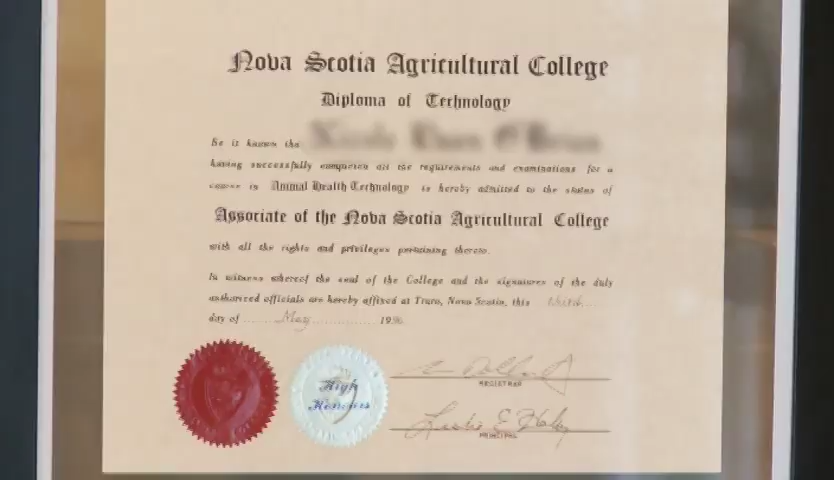 Nova Scotia Agricultural College
Diploma of Technology
Be it known that
having successfully completed all the requirements and examinations for a
course in Animal Health Technology is hereby admitted to the status of
Associate of the Nova Scotia Agricultural College
with all the rights and privileges pertaining thereto.
In witness whereof the seal of the College and the signatures of the duly
authorized officials are hereby affixed at Truro, Nova Scotia, this third
day of May 1996
High
Honours
REGISTRAR
PRINCIPAL